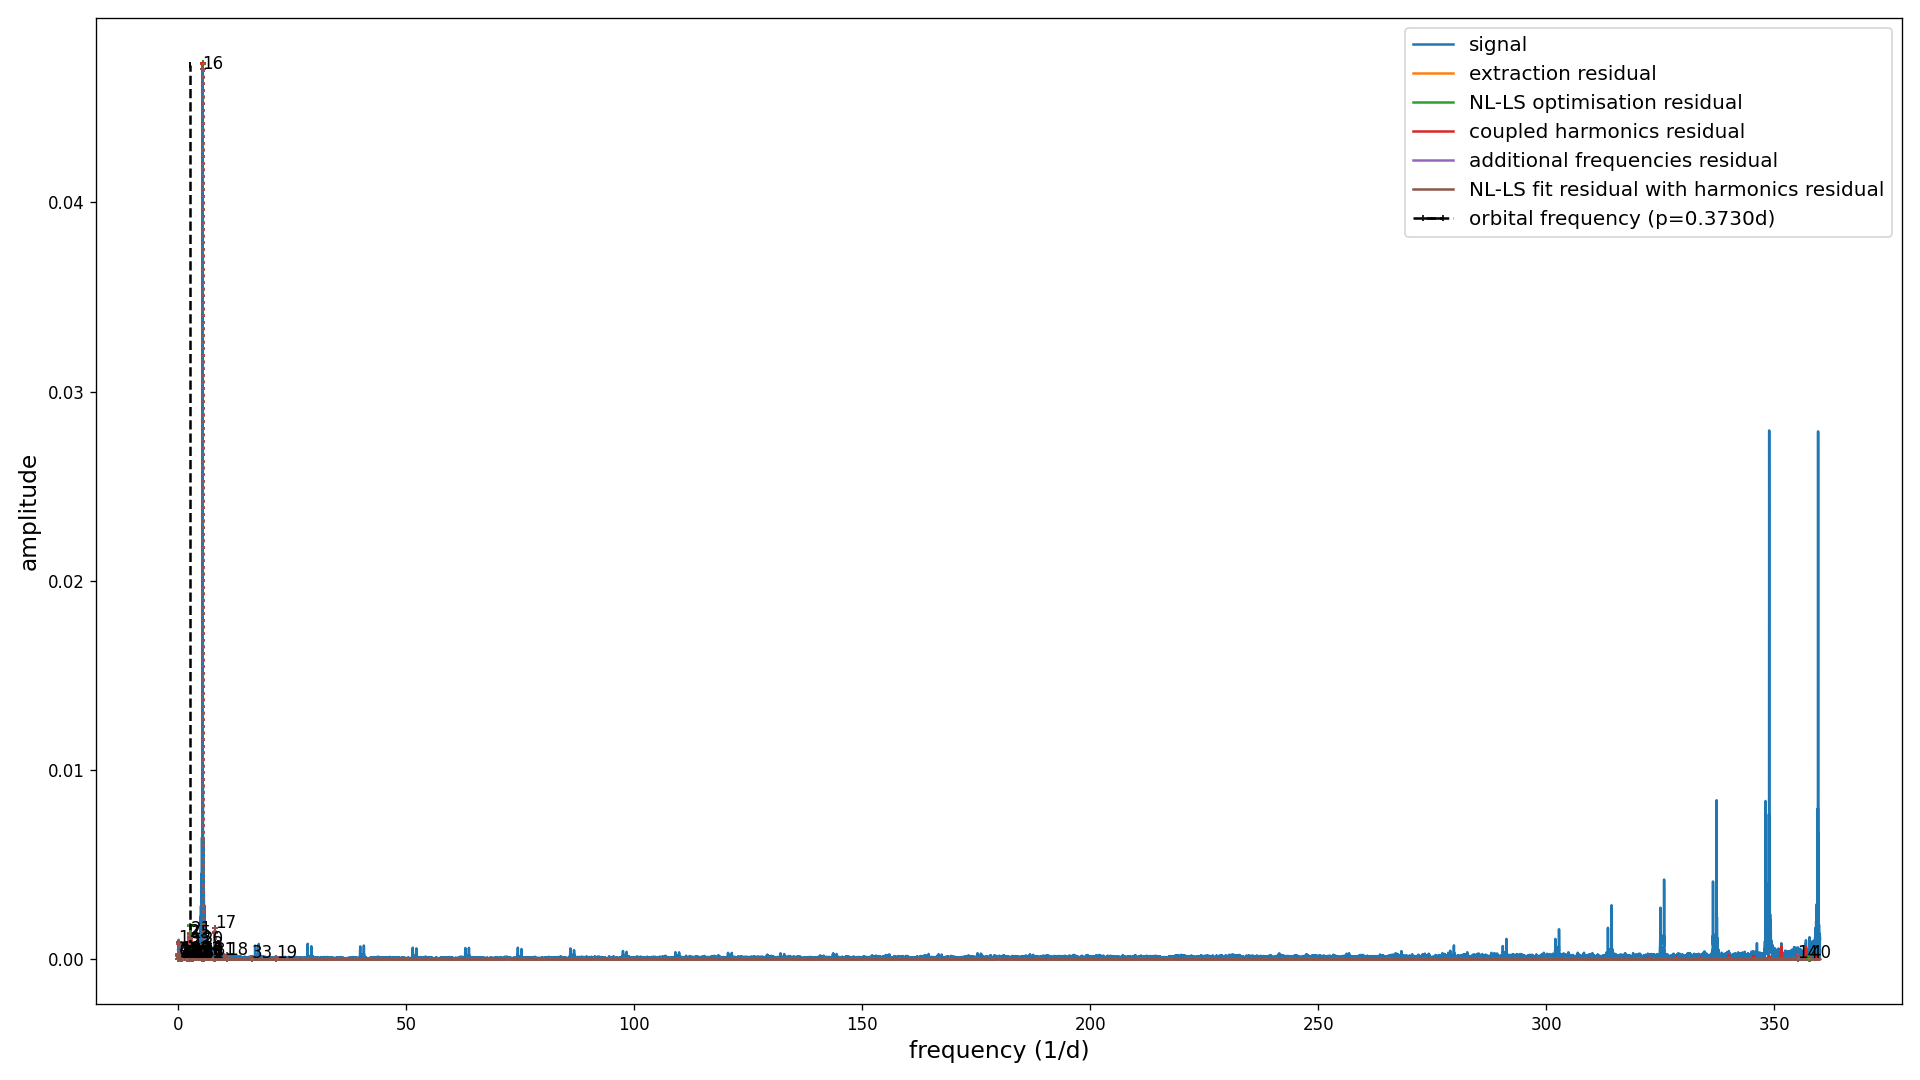 signal
extraction residual
NL-LS optimisation residual
coupled harmonics residual
additional frequencies residual
NL-LS fit residual with harmonics residual
orbital frequency (p=0.3730d)
16
17
18
33
19
amplitude
0.04
0.03
0.02
0.01
0.00
0
50
100
150
200
250
300
350
frequency (1/d)